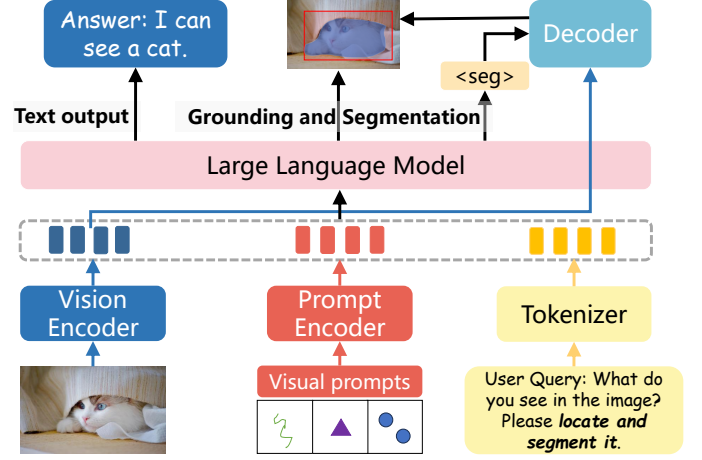 Answer: I can
see a cat.
Decoder
<seg>
Text output
Grounding and Segmentation
Large Language Model
Vision
Encoder
Prompt
Encoder
Tokenizer
Visual prompts
User Query: What do
you see in the image?
Please locate and
segment it.